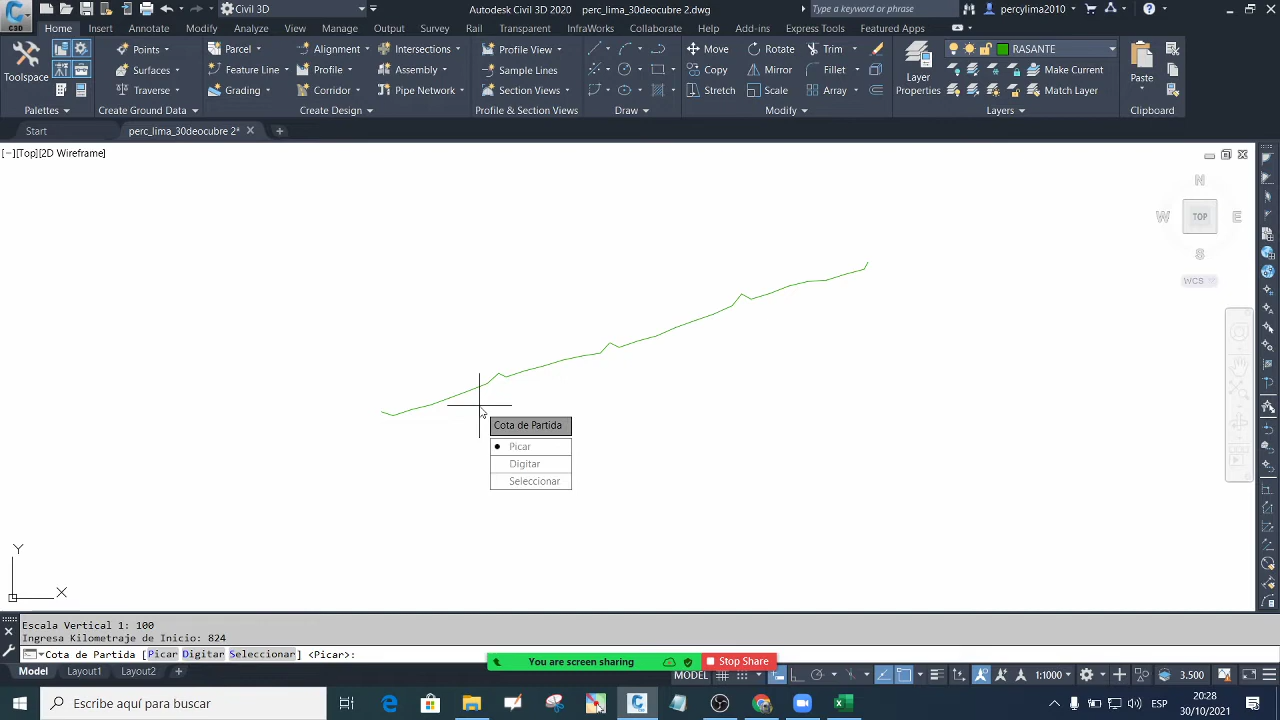 C3D
Civil 3D
Autodesk Civil 3D 2020 perc_lima_30deocubre 2.dwg
Type a keyword or phrase
percylima2010
Home Insert Annotate Modify Analyze View Manage Output Survey Rail Transparent InfraWorks Collaborate Help Add-ins Express Tools Featured Apps
Toolspace
Palettes
Points
Surfaces
Traverse
Create Ground Data
Parcel
Feature Line
Grading
Alignment
Profile
Corridor
Intersections
Assembly
Pipe Network
Create Design
Profile View
Sample Lines
Section Views
Profile & Section Views
Draw
Move
Copy
Stretch
Rotate
Mirror
Scale
Trim
Fillet
Array
Modify
Layer
Properties
RASANTE
Make Current
Match Layer
Layers
Paste
Clipboard
Start
perc_lima_30deocubre 2*
[−][Top][2D Wireframe]
N
W TOP E
S
WCS
Cota de Partida
Picar
Digitar
Seleccionar
Y
X
Escala Vertical 1: 100
Ingresa Kilometraje de Inicio: 824
Cota de Partida [Picar Digitar Seleccionar] <Picar>:
You are screen sharing
Stop Share
Model Layout1 Layout2
MODEL
1:1000
3.500
Escribe aquí para buscar
ESP
20:28
30/10/2021